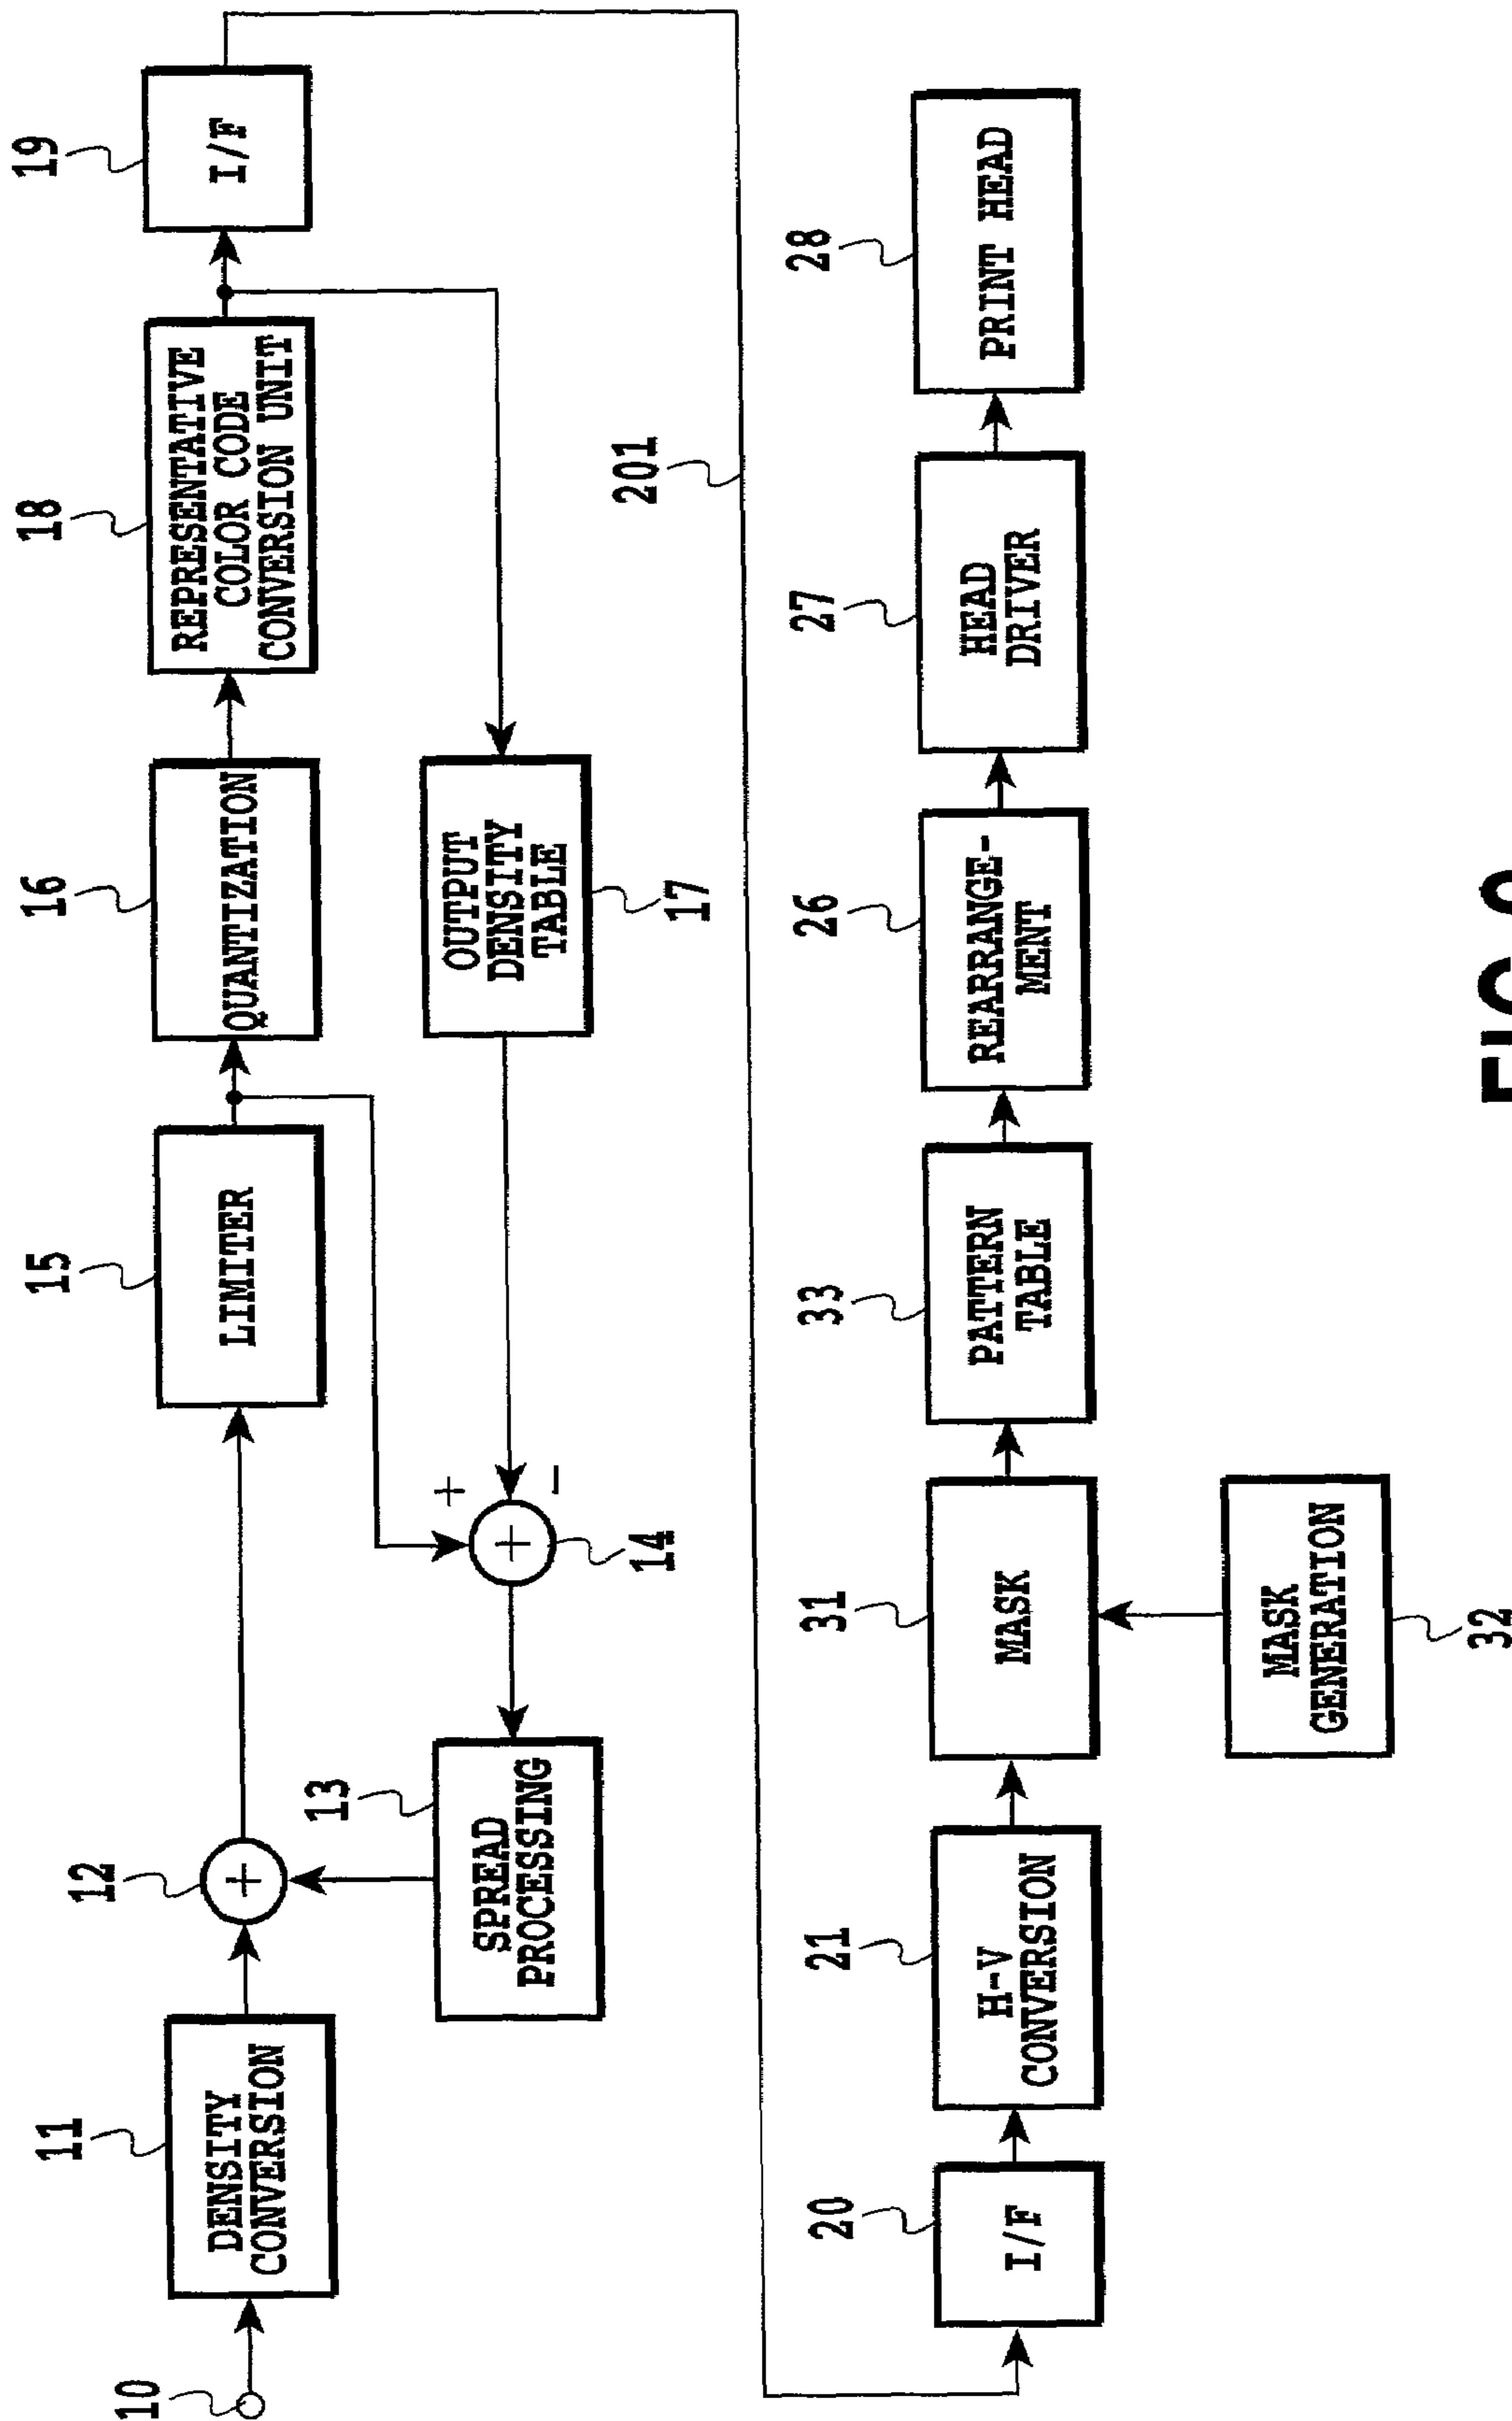 10
11
DENSITY
CONVERSION
12
+
13
SPREAD
PROCESSING
14
+
+
−
15
LIMITER
16
QUANTIZATION
17
OUTPUT
DENSITY
TABLE
18
REPRESENTATIVE
COLOR CODE
CONVERSION UNIT
19
I/F
201
20
I/F
21
H-V
CONVERSION
31
MASK
32
MASK
GENERATION
33
PATTERN
TABLE
26
REARRANGE-
MENT
27
HEAD
DRIVER
28
PRINT HEAD